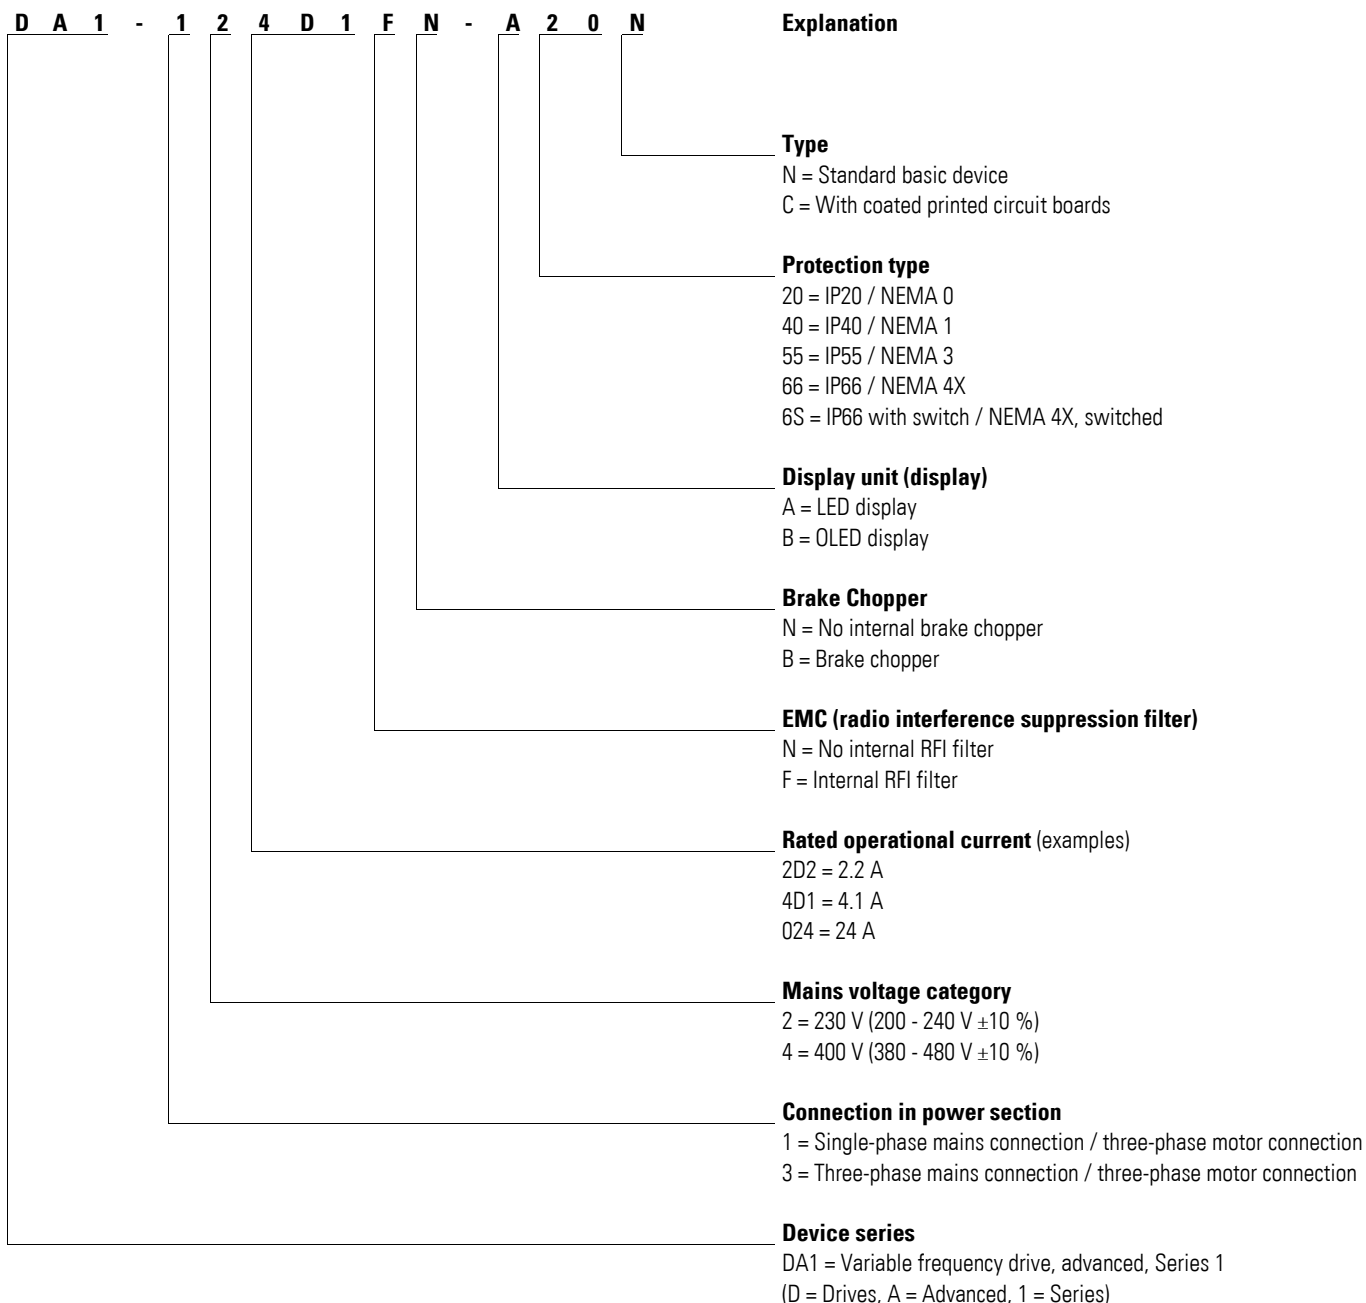 D A 1 - 1 2 4 D 1 F N - A 2 0 N Explanation
Type
N = Standard basic device
C = With coated printed circuit boards
Protection type
20 = IP20 / NEMA 0
40 = IP40 / NEMA 1
55 = IP55 / NEMA 3
66 = IP66 / NEMA 4X
6S = IP66 with switch / NEMA 4X, switched
Display unit (display)
A = LED display
B = OLED display
Brake Chopper
N = No internal brake chopper
B = Brake chopper
EMC (radio interference suppression filter)
N = No internal RFI filter
F = Internal RFI filter
Rated operational current (examples)
2D2 = 2.2 A
4D1 = 4.1 A
024 = 24 A
Mains voltage category
2 = 230 V (200 - 240 V ±10 %)
4 = 400 V (380 - 480 V ±10 %)
Connection in power section
1 = Single-phase mains connection / three-phase motor connection
3 = Three-phase mains connection / three-phase motor connection
Device series
DA1 = Variable frequency drive, advanced, Series 1
(D = Drives, A = Advanced, 1 = Series)